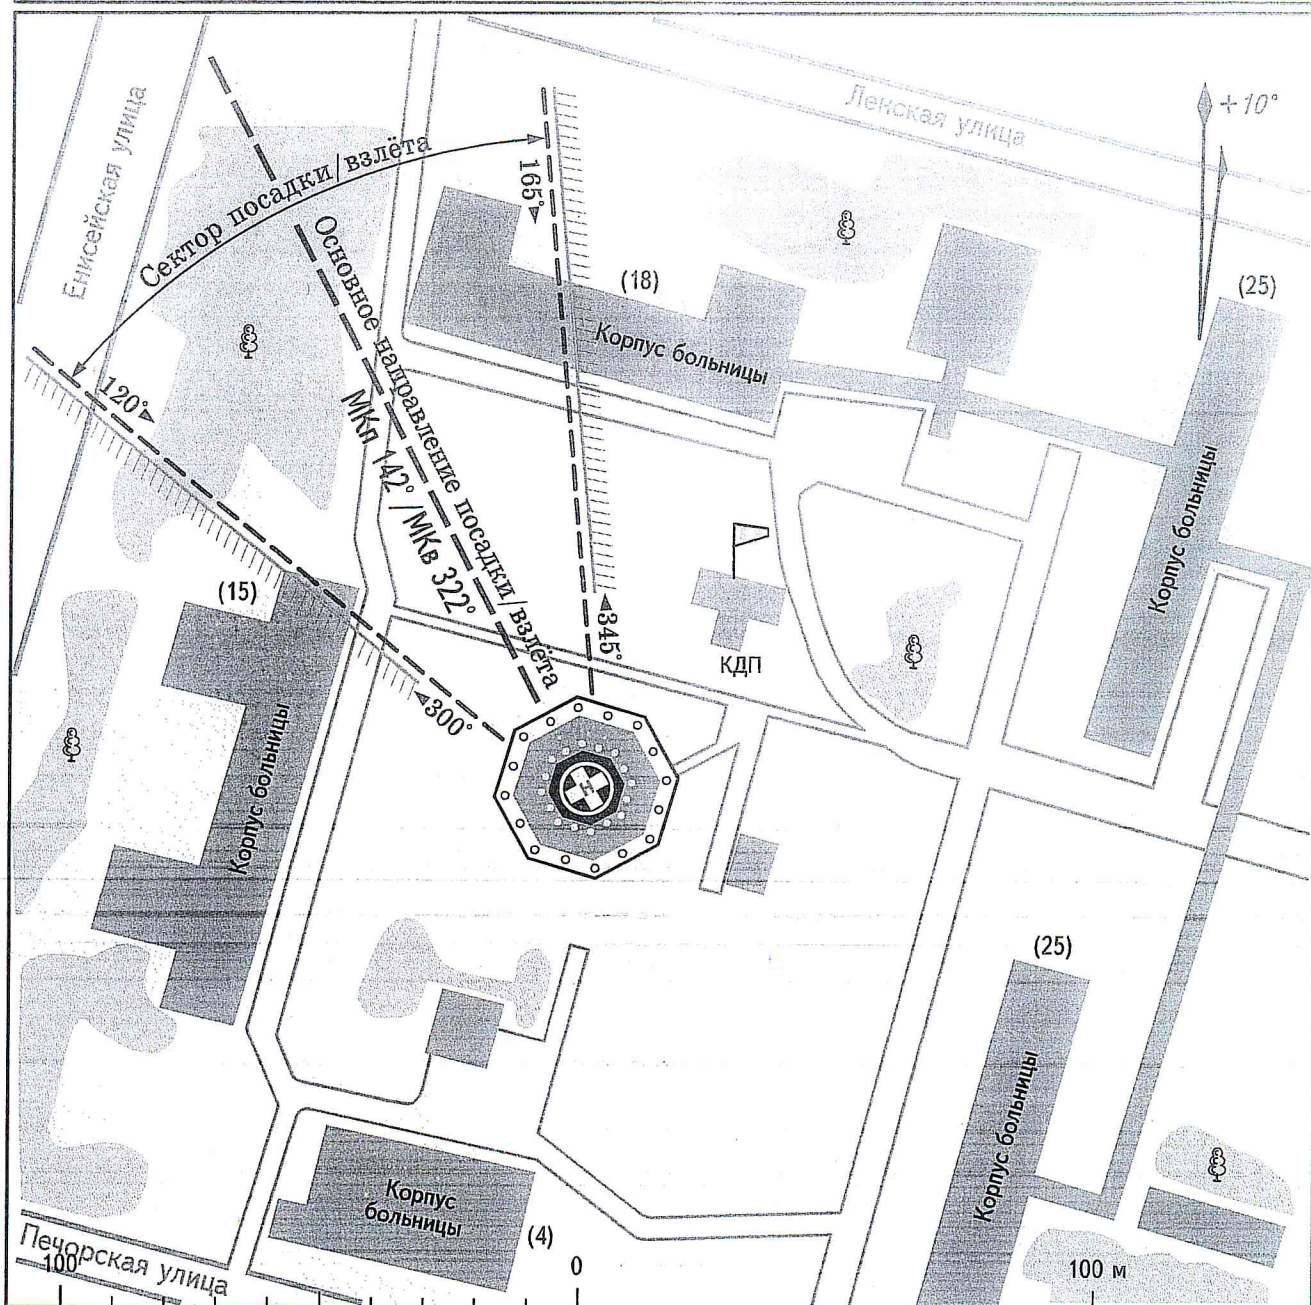 Ленская улица
+10°
Енисейская улица
Сектор посадки/взлёта
165°
Основное направление посадки/взлёта
МКп 142° / МКв 322°
(18)
Корпус больницы
(25)
Корпус больницы
120°
(15)
Корпус больницы
345°
300°
КДП
H
(25)
Корпус больницы
Корпус
больницы
(4)
Печорская улица
100
0
100 м